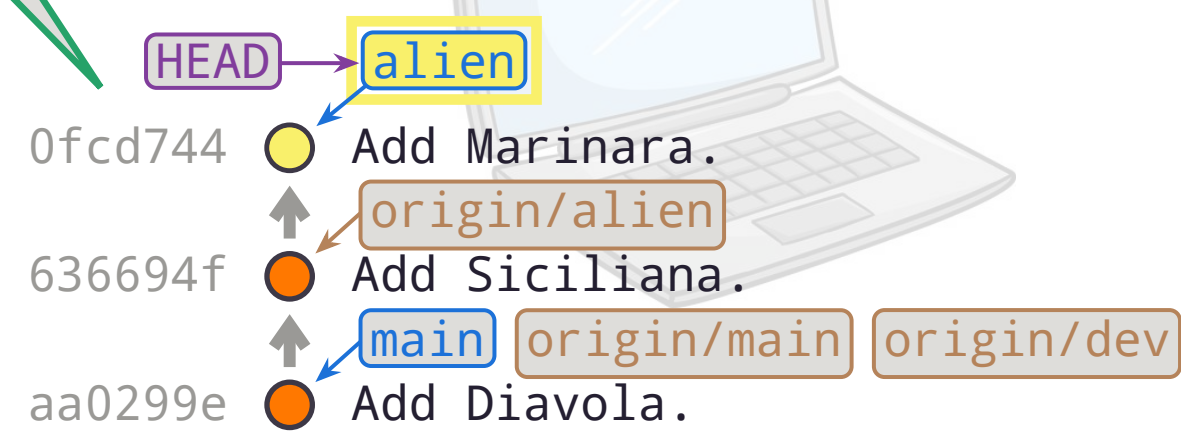 HEAD alien
0fcd744 Add Marinara.
origin/alien
636694f Add Siciliana.
main origin/main origin/dev
aa0299e Add Diavola.